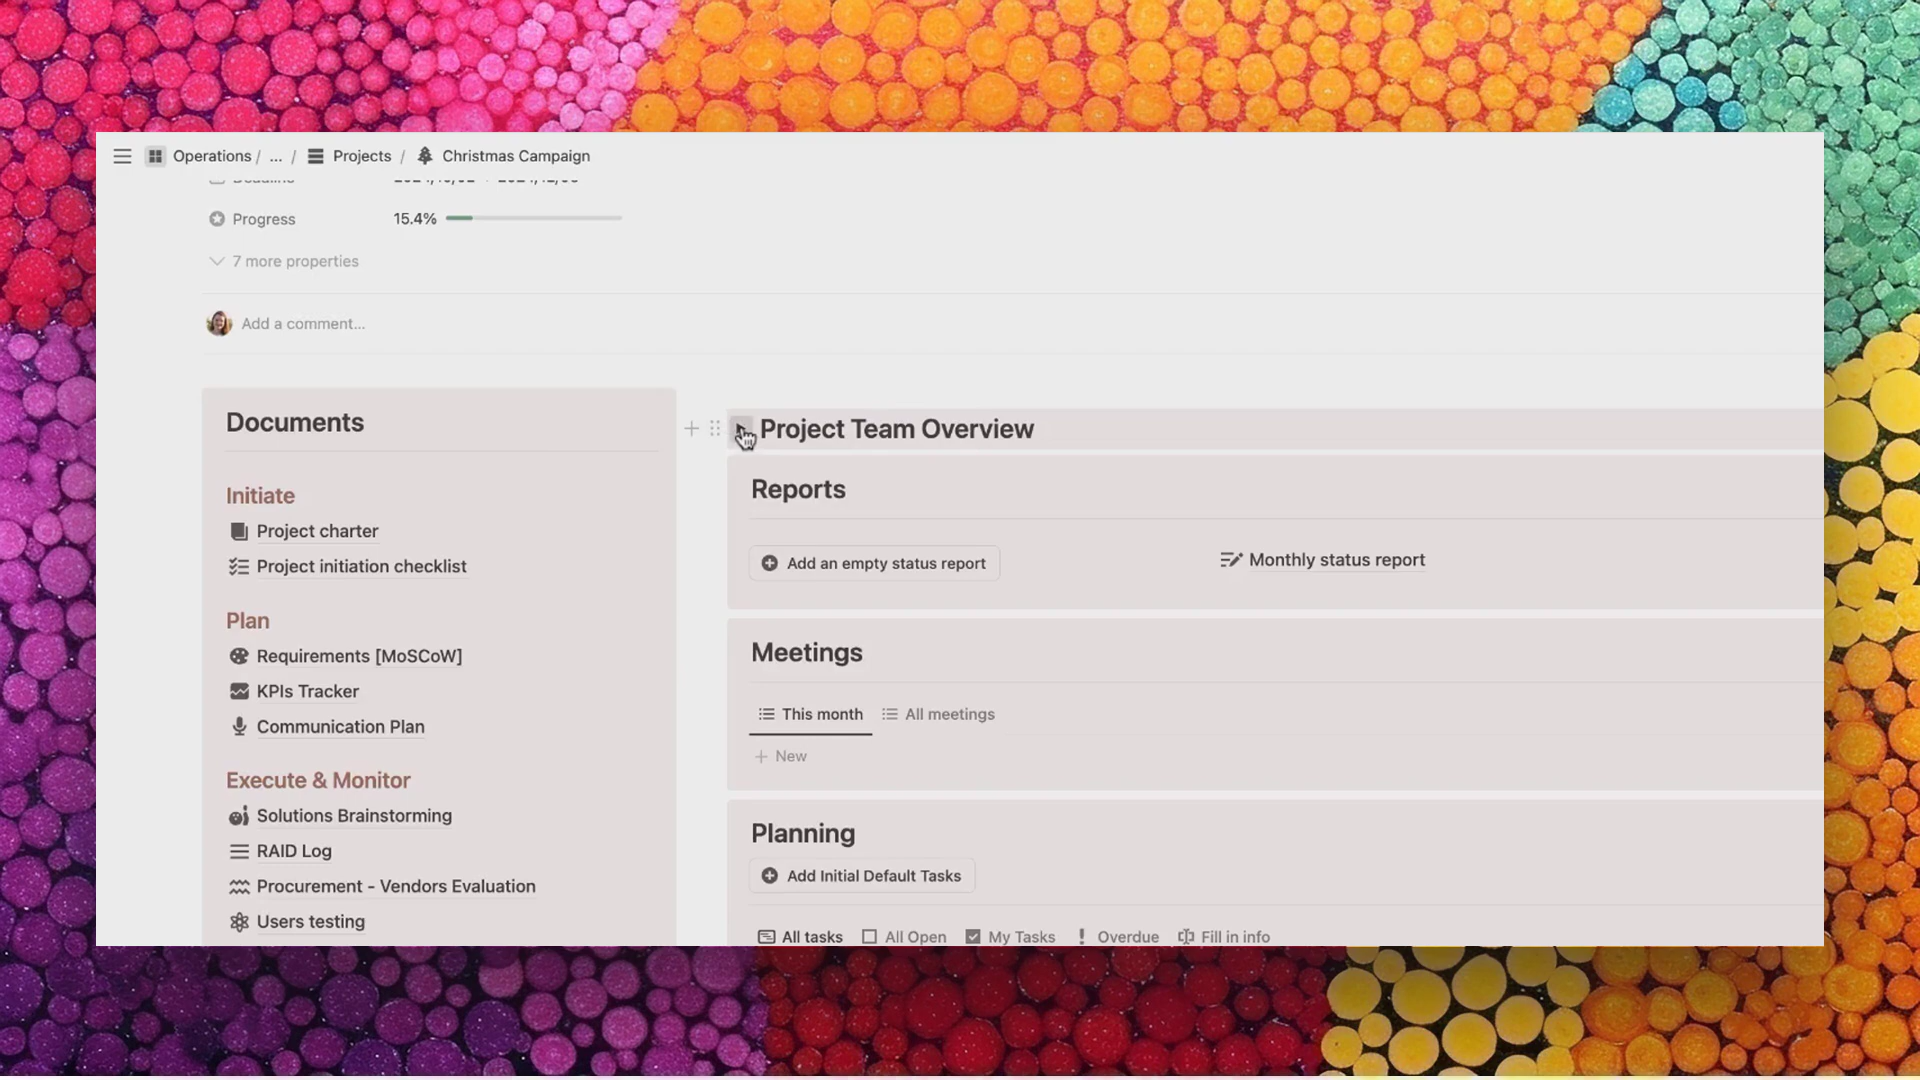 Operations / ... / Projects / Christmas Campaign
Progress 15.4%
7 more properties
Add a comment...
Documents
Initiate
Project charter
Project initiation checklist
Plan
Requirements [MoSCoW]
KPIs Tracker
Communication Plan
Execute & Monitor
Solutions Brainstorming
RAID Log
Procurement - Vendors Evaluation
Users testing
Project Team Overview
Reports
Add an empty status report
Monthly status report
Meetings
This month All meetings
+ New
Planning
Add Initial Default Tasks
All tasks All Open My Tasks Overdue Fill in info